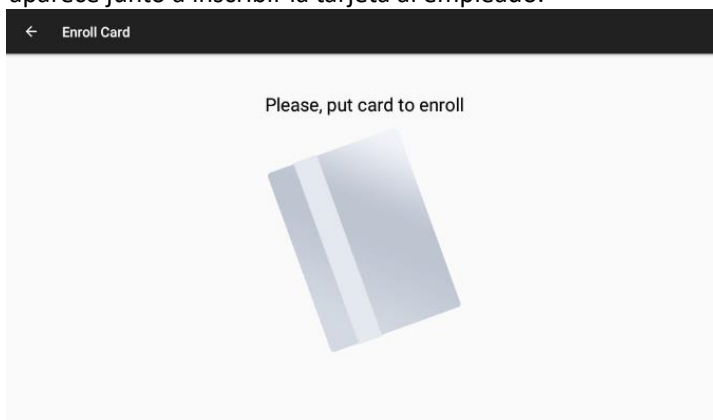 aparece junto a inscribir la tarjeta al empleado.
Enroll Card
Please, put card to enroll